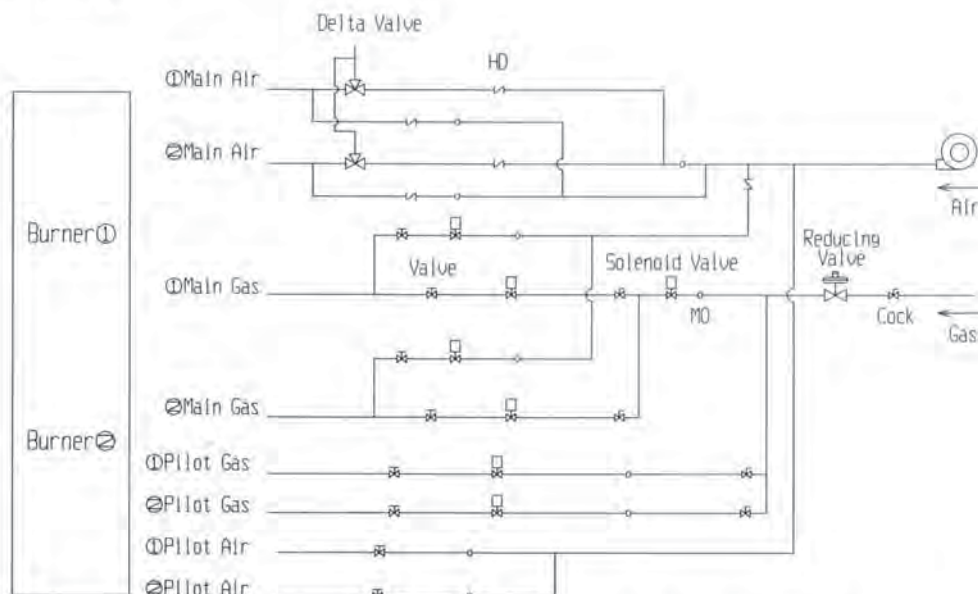 Delta Valve
HD
①Main Air
②Main Air
Air
Burner①
Reducing
Valve
Valve
Solenoid Valve
①Main Gas
MO
Cock
Gas
②Main Gas
Burner②
①Pilot Gas
②Pilot Gas
①Pilot Air
②Pilot Air